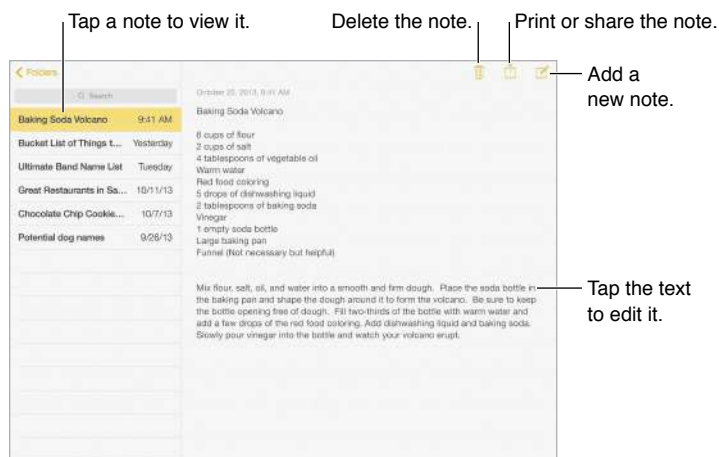 Tap a note to view it.
Delete the note.
Print or share the note.
Add a
new note.
Folders
Search
Baking Soda Volcano 9:41 AM
Bucket List of Things t... Yesterday
Ultimate Band Name List Tuesday
Great Restaurants in Sa... 10/11/13
Chocolate Chip Cookie... 10/7/13
Potential dog names 9/26/13
October 22, 2013, 9:41 AM
Baking Soda Volcano
6 cups of flour
2 cups of salt
4 tablespoons of vegetable oil
Warm water
Red food coloring
5 drops of dishwashing liquid
2 tablespoons of baking soda
Vinegar
1 empty soda bottle
Large baking pan
Funnel (Not necessary but helpful)
Mix flour, salt, oil, and water into a smooth and firm dough. Place the soda bottle in
the baking pan and shape the dough around it to form the volcano. Be sure to keep
the bottle opening free of dough. Fill two-thirds of the bottle with warm water and
add a few drops of the red food coloring. Add dishwashing liquid and baking soda.
Slowly pour vinegar into the bottle and watch your volcano erupt.
Tap the text
to edit it.